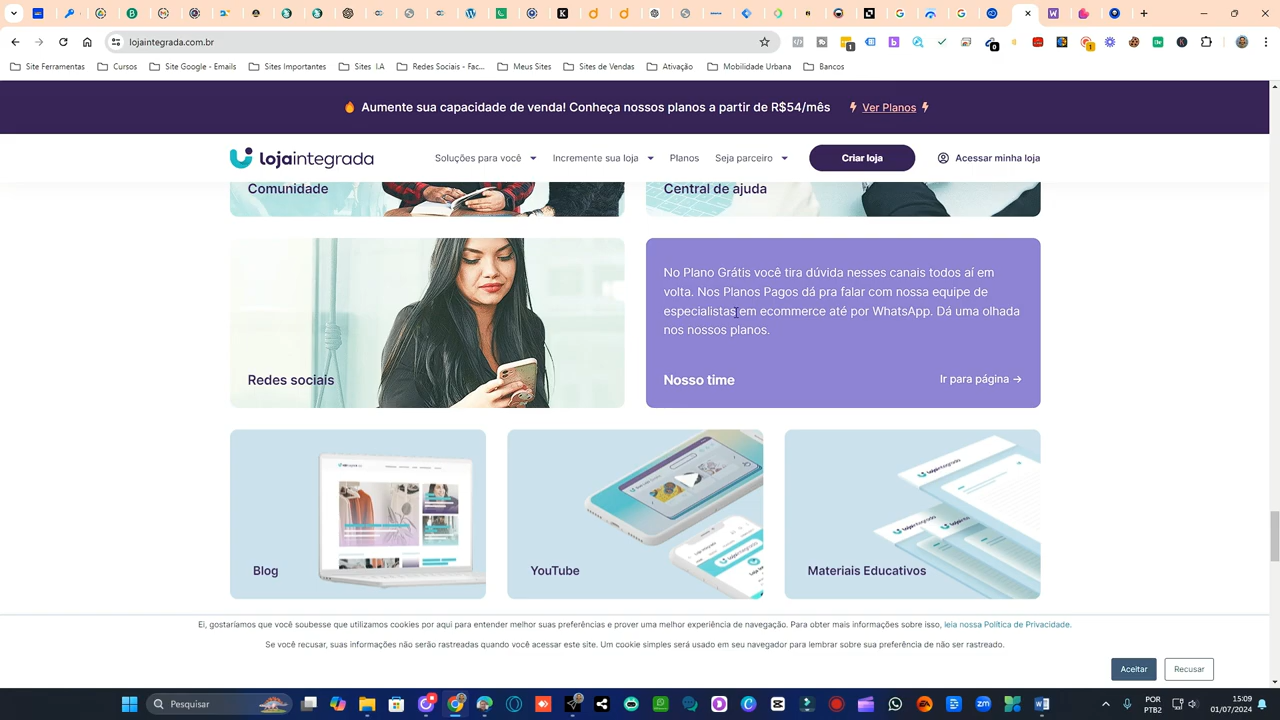 lojaintegrada.com.br
Site Ferramentas
Cursos
Site Google - Emails
Sites Importantes
Sites I.A
Redes Sociais - Fac...
Meus Sites
Sites de Vendas
Ativação
Mobilidade Urbana
Bancos
Aumente sua capacidade de venda! Conheça nossos planos a partir de R$54/mês
Ver Planos
lojaintegrada
Soluções para você
Incremente sua loja
Planos
Seja parceiro
Criar loja
Acessar minha loja
Comunidade
Central de ajuda
No Plano Grátis você tira dúvida nesses canais todos aí em
volta. Nos Planos Pagos dá pra falar com nossa equipe de
especialistas em ecommerce até por WhatsApp. Dá uma olhada
nos nossos planos.
Redes sociais
Nosso time
Ir para página →
Blog
YouTube
Materiais Educativos
Ei, gostaríamos que você soubesse que utilizamos cookies por aqui para entender melhor suas preferências e prover uma melhor experiência de navegação. Para obter mais informações sobre isso, leia nossa Política de Privacidade.
Se você recusar, suas informações não serão rastreadas quando você acessar este site. Um cookie simples será usado em seu navegador para lembrar sobre sua preferência de não ser rastreado.
Aceitar
Recusar
Pesquisar
POR
PTB2
15:09
01/07/2024